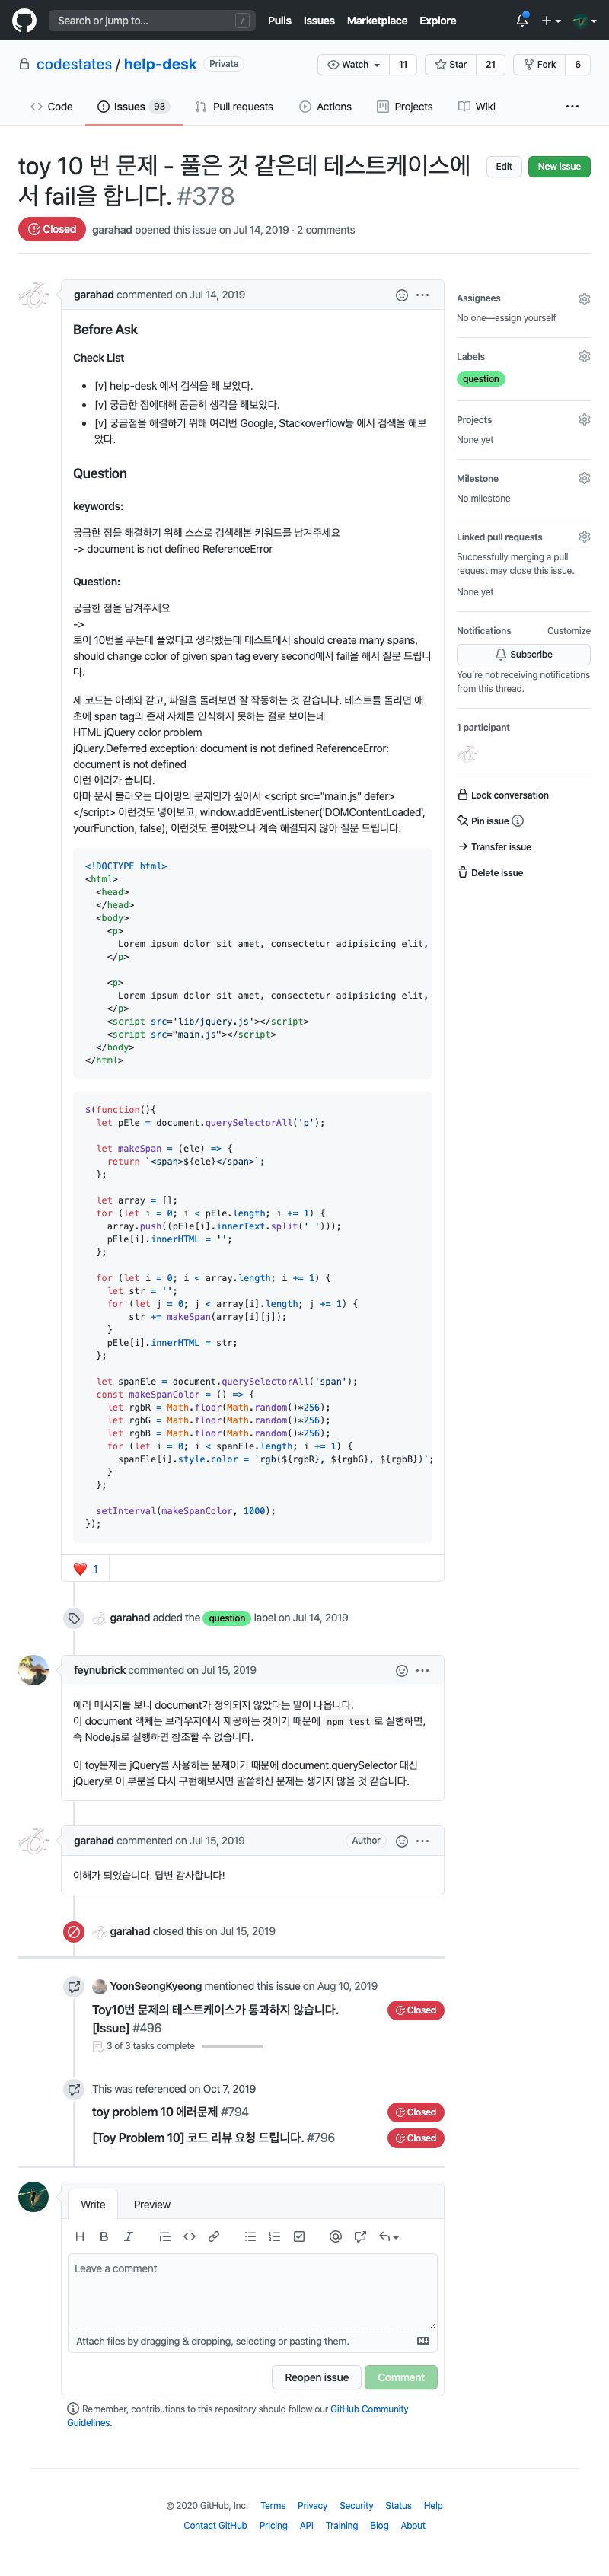 Search or jump to...
/
Pulls Issues Marketplace Explore
codestates / help-desk Private
Watch 11 Star 21 Fork 6
Code Issues 93 Pull requests Actions Projects Wiki
toy 10 번 문제 - 풀은 것 같은데 테스트케이스에
서 fail을 합니다. #378
Edit New issue
Closed garahad opened this issue on Jul 14, 2019 · 2 comments
garahad commented on Jul 14, 2019
Before Ask
Check List
[v] help-desk 에서 검색을 해 보았다.
[v] 궁금한 점에대해 곰곰히 생각을 해보았다.
[v] 궁금점을 해결하기 위해 여러번 Google, Stackoverflow등 에서 검색을 해보
았다.
Question
keywords:
궁금한 점을 해결하기 위해 스스로 검색해본 키워드를 남겨주세요
-> document is not defined ReferenceError
Question:
궁금한 점을 남겨주세요
->
토이 10번을 푸는데 풀었다고 생각했는데 테스트에서 should create many spans,
should change color of given span tag every second에서 fail을 해서 질문 드립니
다.
제 코드는 아래와 같고, 파일을 돌려보면 잘 작동하는 것 같습니다. 테스트를 돌리면 애
초에 span tag의 존재 자체를 인식하지 못하는 걸로 보이는데
HTML jQuery color problem
jQuery.Deferred exception: document is not defined ReferenceError:
document is not defined
이런 에러가 뜹니다.
아마 문서 불러오는 타이밍의 문제인가 싶어서 <script src="main.js" defer>
</script> 이런것도 넣어보고, window.addEventListener('DOMContentLoaded',
yourFunction, false); 이런것도 붙여봤으나 계속 해결되지 않아 질문 드립니다.
<!DOCTYPE html>
<html>
<head>
</head>
<body>
<p>
Lorem ipsum dolor sit amet, consectetur adipisicing elit,
</p>
<p>
Lorem ipsum dolor sit amet, consectetur adipisicing elit,
</p>
<script src='lib/jquery.js'></script>
<script src="main.js"></script>
</body>
</html>
$(function(){
let pEle = document.querySelectorAll('p');
let makeSpan = (ele) => {
return `<span>${ele}</span>`;
};
let array = [];
for (let i = 0; i < pEle.length; i += 1) {
array.push((pEle[i].innerText.split(' ')));
pEle[i].innerHTML = '';
};
for (let i = 0; i < array.length; i += 1) {
let str = '';
for (let j = 0; j < array[i].length; j += 1) {
str += makeSpan(array[i][j]);
}
pEle[i].innerHTML = str;
};
let spanEle = document.querySelectorAll('span');
const makeSpanColor = () => {
let rgbR = Math.floor(Math.random()*256);
let rgbG = Math.floor(Math.random()*256);
let rgbB = Math.floor(Math.random()*256);
for (let i = 0; i < spanEle.length; i += 1) {
spanEle[i].style.color = `rgb(${rgbR}, ${rgbG}, ${rgbB})`;
}
};
setInterval(makeSpanColor, 1000);
});
❤️ 1
Assignees
No one—assign yourself
Labels
question
Projects
None yet
Milestone
No milestone
Linked pull requests
Successfully merging a pull
request may close this issue.
None yet
Notifications Customize
Subscribe
You're not receiving notifications
from this thread.
1 participant
Lock conversation
Pin issue
Transfer issue
Delete issue
garahad added the question label on Jul 14, 2019
feynubrick commented on Jul 15, 2019
에러 메시지를 보니 document가 정의되지 않았다는 말이 나옵니다.
이 document 객체는 브라우저에서 제공하는 것이기 때문에 npm test 로 실행하면,
즉 Node.js로 실행하면 참조할 수 없습니다.
이 toy문제는 jQuery를 사용하는 문제이기 때문에 document.querySelector 대신
jQuery로 이 부분을 다시 구현해보시면 말씀하신 문제는 생기지 않을 것 같습니다.
garahad commented on Jul 15, 2019 Author
이해가 되었습니다. 답변 감사합니다!
garahad closed this on Jul 15, 2019
YoonSeongKyeong mentioned this issue on Aug 10, 2019
Toy10번 문제의 테스트케이스가 통과하지 않습니다.
[Issue] #496
Closed
3 of 3 tasks complete
This was referenced on Oct 7, 2019
toy problem 10 에러문제 #794 Closed
[Toy Problem 10] 코드 리뷰 요청 드립니다. #796 Closed
Write Preview
Leave a comment
Attach files by dragging & dropping, selecting or pasting them.
Reopen issue Comment
Remember, contributions to this repository should follow our GitHub Community
Guidelines.
© 2020 GitHub, Inc. Terms Privacy Security Status Help
Contact GitHub Pricing API Training Blog About